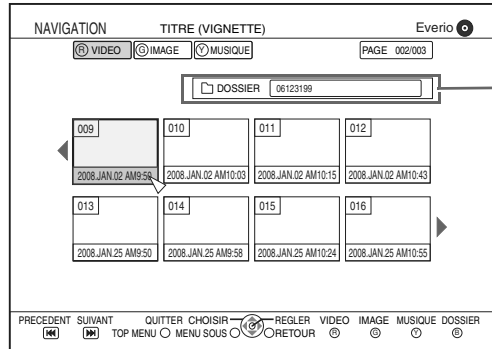 NAVIGATION TITRE (VIGNETTE) Everio
R VIDEO G IMAGE Y MUSIQUE PAGE 002/003
DOSSIER 06123199
009 010 011 012
2008.JAN.02 AM9:50 2008.JAN.02 AM10:03 2008.JAN.02 AM10:15 2008.JAN.02 AM10:43
013 014 015 016
2008.JAN.25 AM9:50 2008.JAN.25 AM9:58 2008.JAN.25 AM10:24 2008.JAN.25 AM10:55
PRECEDENT SUIVANT QUITTER CHOISIR REGLER VIDEO IMAGE MUSIQUE DOSSIER
TOP MENU MENU SOUS RETOUR R G Y B